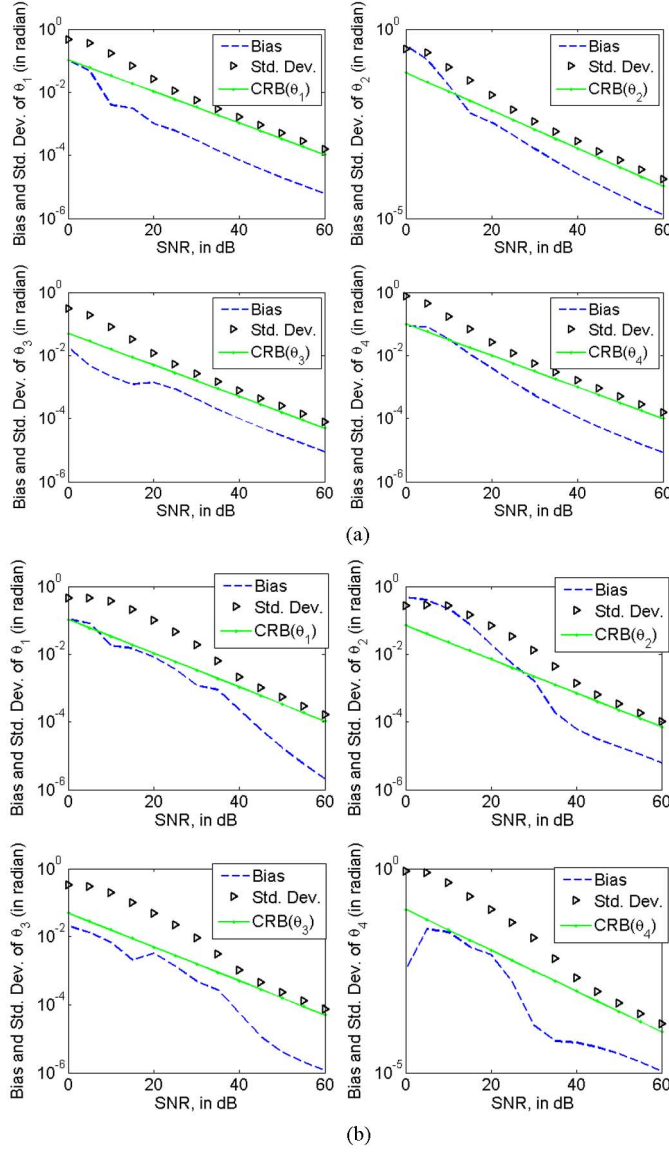 Bias and Std. Dev. of θ1 (in radian)
10^0
10^-2
10^-4
10^-6
0 20 40 60
SNR, in dB
Bias
Std. Dev.
CRB(θ1)
Bias and Std. Dev. of θ2 (in radian)
10^0
10^-5
0 20 40 60
SNR, in dB
Bias
Std. Dev.
CRB(θ2)
Bias and Std. Dev. of θ3 (in radian)
10^0
10^-2
10^-4
10^-6
0 20 40 60
SNR, in dB
Bias
Std. Dev.
CRB(θ3)
Bias and Std. Dev. of θ4 (in radian)
10^0
10^-2
10^-4
10^-6
0 20 40 60
SNR, in dB
Bias
Std. Dev.
CRB(θ4)
(a)
Bias and Std. Dev. of θ1 (in radian)
10^0
10^-2
10^-4
10^-6
0 20 40 60
SNR, in dB
Bias
Std. Dev.
CRB(θ1)
Bias and Std. Dev. of θ2 (in radian)
10^0
10^-2
10^-4
10^-6
0 20 40 60
SNR, in dB
Bias
Std. Dev.
CRB(θ2)
Bias and Std. Dev. of θ3 (in radian)
10^0
10^-2
10^-4
10^-6
0 20 40 60
SNR, in dB
Bias
Std. Dev.
CRB(θ3)
Bias and Std. Dev. of θ4 (in radian)
10^0
10^-5
0 20 40 60
SNR, in dB
Bias
Std. Dev.
CRB(θ4)
(b)